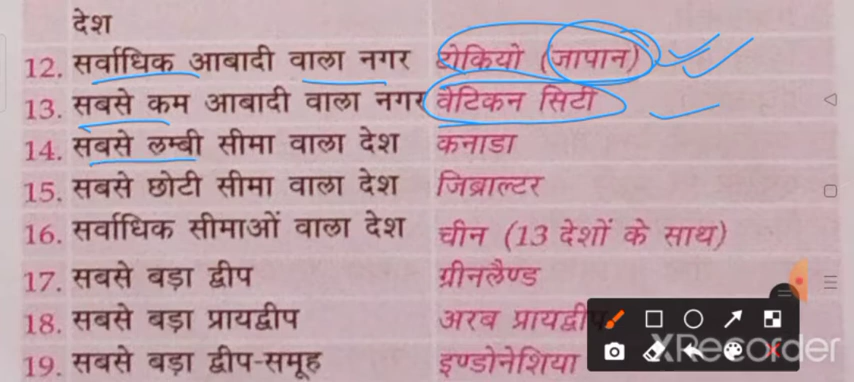 देश
12. सर्वाधिक आबादी वाला नगर टोकियो (जापान)
13. सबसे कम आबादी वाला नगर वेटिकन सिटी
14. सबसे लम्बी सीमा वाला देश कनाडा
15. सबसे छोटी सीमा वाला देश जिब्राल्टर
16. सर्वाधिक सीमाओं वाला देश चीन (13 देशों के साथ)
17. सबसे बड़ा द्वीप ग्रीनलैण्ड
18. सबसे बड़ा प्रायद्वीप अरब प्रायद्वीप
19. सबसे बड़ा द्वीप-समूह इण्डोनेशिया
XRecorder